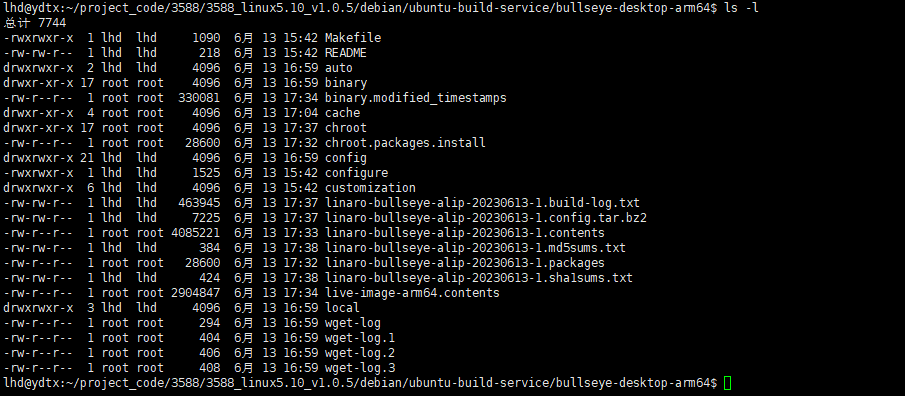 lhd@ydtx:~/project_code/3588/3588_linux5.10_v1.0.5/debian/ubuntu-build-service/bullseye-desktop-arm64$ ls -l
总计 7744
-rwxrwxr-x  1 lhd  lhd     1090  6月 13 15:42 Makefile
-rw-rw-r--  1 lhd  lhd      218  6月 13 15:42 README
drwxrwxr-x  2 lhd  lhd     4096  6月 13 16:59 auto
drwxr-xr-x 17 root root    4096  6月 13 16:59 binary
-rw-r--r--  1 root root  330081  6月 13 17:34 binary.modified_timestamps
drwxr-xr-x  4 root root    4096  6月 13 17:04 cache
drwxr-xr-x 17 root root    4096  6月 13 17:37 chroot
-rw-r--r--  1 root root   28600  6月 13 17:32 chroot.packages.install
drwxrwxr-x 21 lhd  lhd     4096  6月 13 16:59 config
-rwxrwxr-x  1 lhd  lhd     1525  6月 13 15:42 configure
drwxrwxr-x  6 lhd  lhd     4096  6月 13 15:42 customization
-rw-rw-r--  1 lhd  lhd   463945  6月 13 17:37 linaro-bullseye-alip-20230613-1.build-log.txt
-rw-rw-r--  1 lhd  lhd     7225  6月 13 17:37 linaro-bullseye-alip-20230613-1.config.tar.bz2
-rw-r--r--  1 root root 4085221  6月 13 17:33 linaro-bullseye-alip-20230613-1.contents
-rw-rw-r--  1 lhd  lhd      384  6月 13 17:38 linaro-bullseye-alip-20230613-1.md5sums.txt
-rw-r--r--  1 root root   28600  6月 13 17:32 linaro-bullseye-alip-20230613-1.packages
-rw-rw-r--  1 lhd  lhd      424  6月 13 17:38 linaro-bullseye-alip-20230613-1.sha1sums.txt
-rw-r--r--  1 root root 2904847  6月 13 17:34 live-image-arm64.contents
drwxrwxr-x  3 lhd  lhd     4096  6月 13 16:59 local
-rw-r--r--  1 root root     294  6月 13 16:59 wget-log
-rw-r--r--  1 root root     404  6月 13 16:59 wget-log.1
-rw-r--r--  1 root root     406  6月 13 16:59 wget-log.2
-rw-r--r--  1 root root     408  6月 13 16:59 wget-log.3
lhd@ydtx:~/project_code/3588/3588_linux5.10_v1.0.5/debian/ubuntu-build-service/bullseye-desktop-arm64$